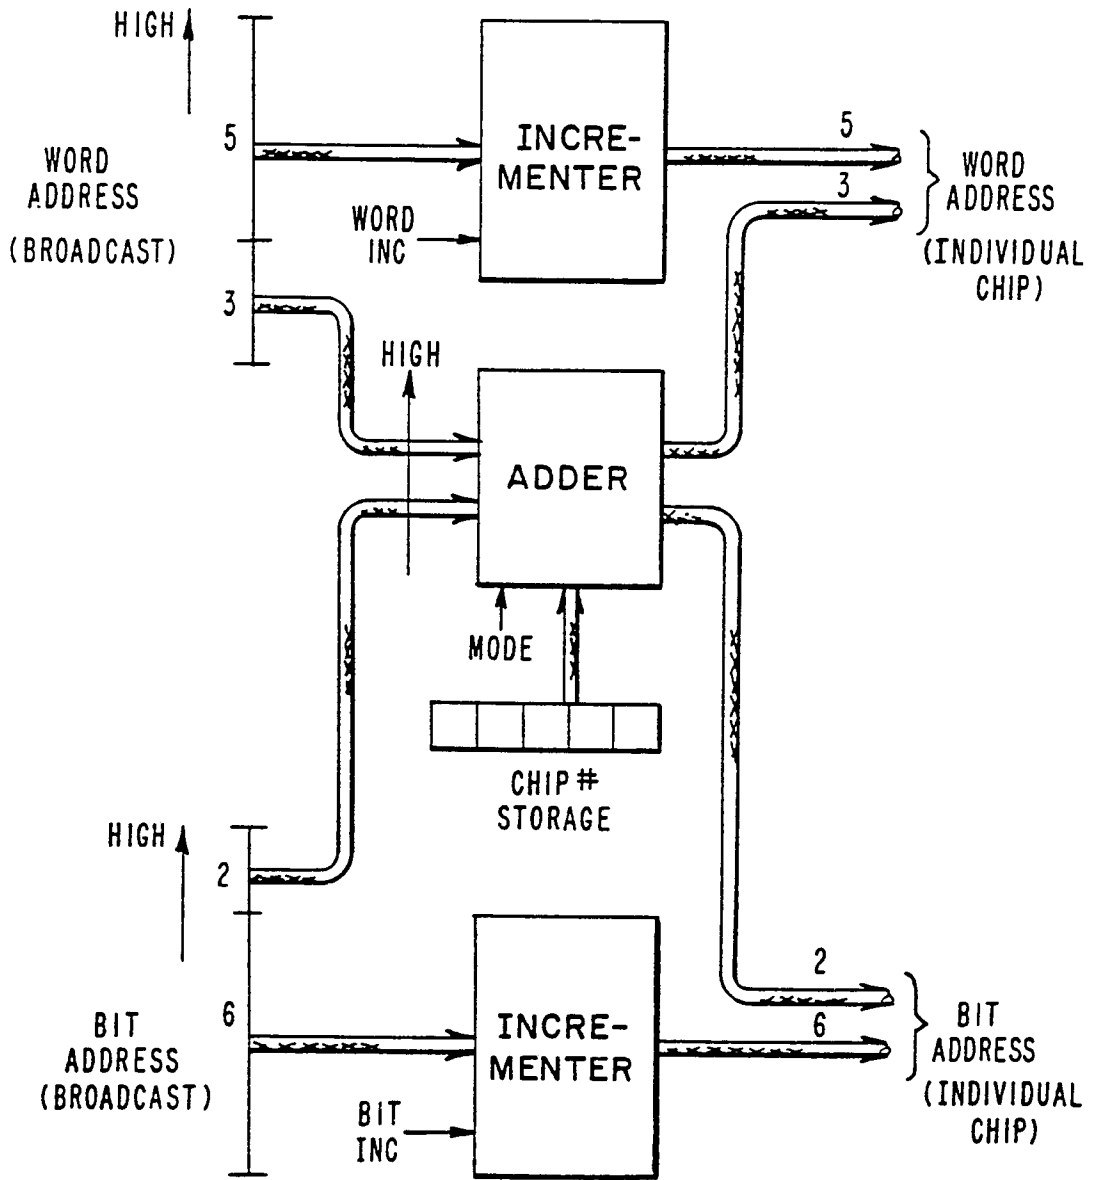 HIGH
5
WORD
ADDRESS
(BROADCAST)
3
INCRE-
MENTER
WORD
INC
5
3
WORD
ADDRESS
(INDIVIDUAL
CHIP)
HIGH
ADDER
MODE
CHIP #
STORAGE
HIGH
2
6
BIT
ADDRESS
(BROADCAST)
INCRE-
MENTER
BIT
INC
2
6
BIT
ADDRESS
(INDIVIDUAL
CHIP)